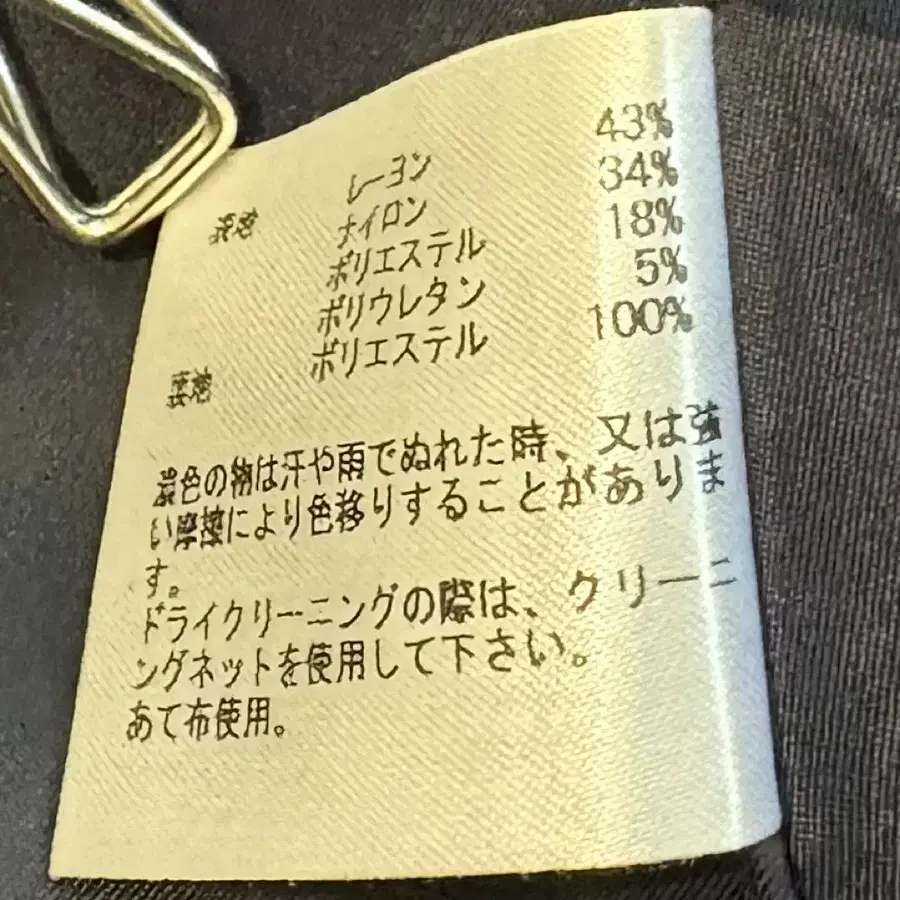 表地 レーヨン 43%
ナイロン 34%
ポリエステル 18%
ポリウレタン 5%
裏地 ポリエステル 100%
濃色の物は汗や雨でぬれた時、又は強
い摩擦により色移りすることがありま
す。
ドライクリーニングの際は、クリーニ
ングネットを使用して下さい。
あて布使用。